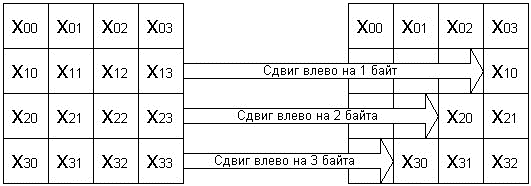 X00 X01 X02 X03 X00 X01 X02 X03
X10 X11 X12 X13 Сдвиг влево на 1 байт X10
X20 X21 X22 X23 Сдвиг влево на 2 байта X20 X21
X30 X31 X32 X33 Сдвиг влево на 3 байта X30 X31 X32